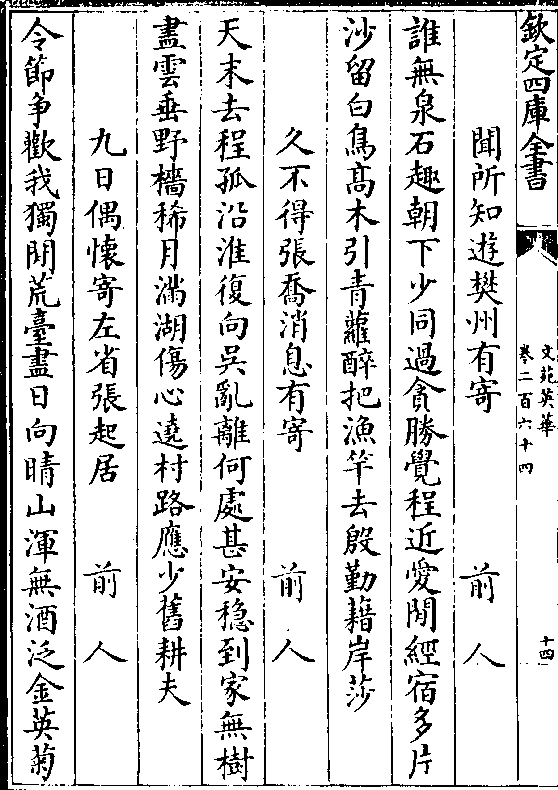 欽定四庫全書
文苑英華
卷二百六十四
十四
聞所知遊樊州有寄 前人
誰無泉石趣朝下少同過貪勝覺程近愛閒經宿多片
沙留白鳥高木引青蘿醉把漁竿去殷勤藉岸莎
久不得張喬消息有寄 前人
天末去程孤沿淮復向吳亂離何處甚安穩到家無樹
盡雲垂野檣稀月滿湖傷心遶村路應少舊耕夫
九日偶懷寄左省張起居 前人
令節争歡我獨閒荒臺盡日向晴山渾無酒泛金英菊